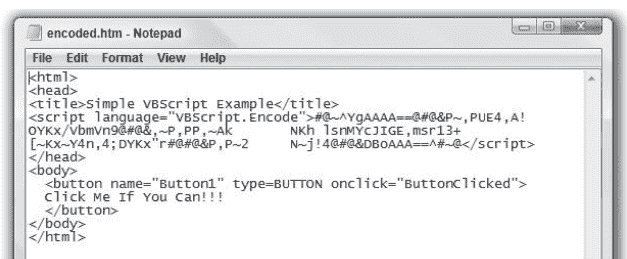 encoded.htm - Notepad
File Edit Format View Help
<html>
<head>
<title>Simple VBScript Example</title>
<script language="VBScript.Encode">#@~^YgAAAA==@#@&P~,PUE4,A!
OYKx/VbmVn9@#@&,~P,PP,~Ak NKh lsnMYcJIGE,msr13+
[~Kx~Y4n,4;DYKx"r#@#@&P,P~2 N~j!4@#@&DBoAAA==^#~@</script>
</head>
<body>
<button name="Button1" type=BUTTON onclick="ButtonClicked">
Click Me If You Can!!!
</button>
</body>
</html>